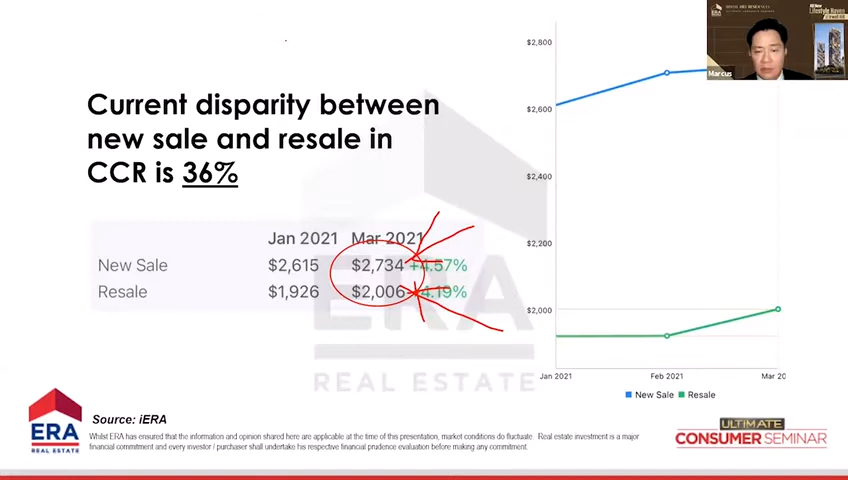 Current disparity between
new sale and resale in
CCR is 36%
Jan 2021 Mar 2021
New Sale $2,615 $2,734 +4.57%
Resale $1,926 $2,006 +4.19%
ERA
REAL ESTATE
$2,800
$2,600
$2,400
$2,200
$2,000
Jan 2021 Feb 2021 Mar 20
New Sale Resale
Marcus
Lifestyle Haven
ERA
REAL ESTATE
Source: iERA
Whilst ERA has ensured that the information and opinion shared here are applicable at the time of this presentation, market conditions do fluctuate Real estate investment is a major
financial commitment and every investor / purchaser shall undertake his respective financial prudence evaluation before making any commitment.
ULTIMATE
CONSUMER SEMINAR